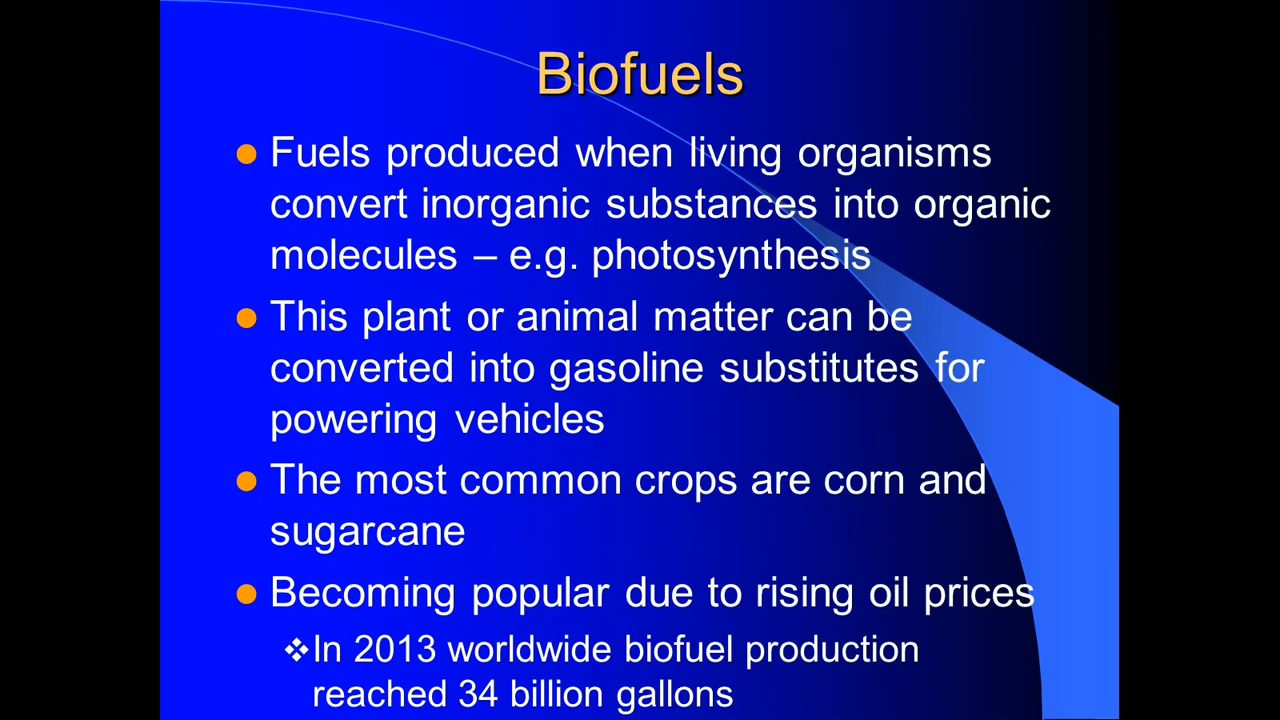 Biofuels
Fuels produced when living organisms
convert inorganic substances into organic
molecules – e.g. photosynthesis
This plant or animal matter can be
converted into gasoline substitutes for
powering vehicles
The most common crops are corn and
sugarcane
Becoming popular due to rising oil prices
In 2013 worldwide biofuel production
reached 34 billion gallons